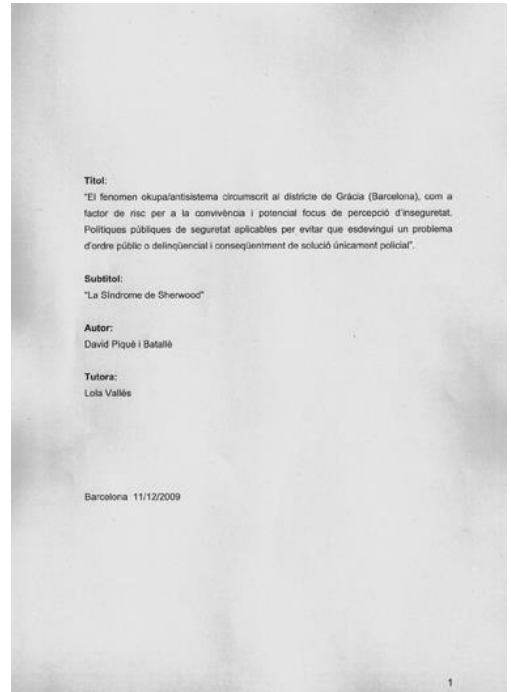 Títol:
"El fenomen okupa/antisistema circumscrit al districte de Gràcia (Barcelona), com a
factor de risc per a la convivència i potencial focus de percepció d'inseguretat.
Polítiques públiques de seguretat aplicables per evitar que esdevingui un problema
d'ordre públic o delinqüencial i conseqüentment de solució únicament policial".
Subtítol:
"La Síndrome de Sherwood"
Autor:
David Piqué i Batallé
Tutora:
Lola Vallès
Barcelona 11/12/2009
1